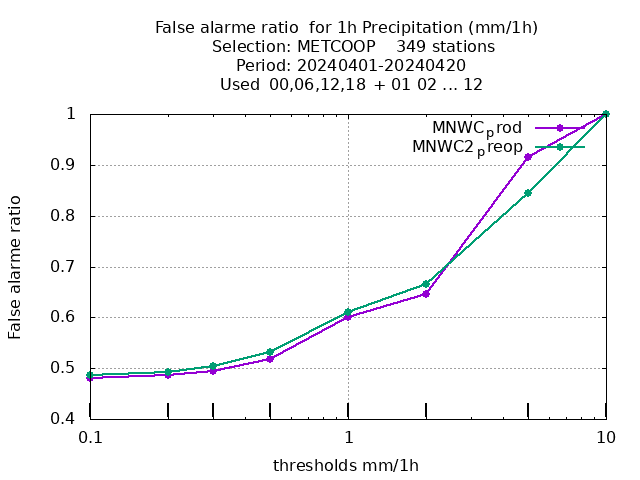 False alarme ratio  for 1h Precipitation (mm/1h)
Selection: METCOOP    349 stations
Period: 20240401-20240420
Used  00,06,12,18  + 01 02 ... 12
MNWCprod
MNWC2_preop
1
0.9
0.8
0.7
0.6
0.5
0.4
0.1
1
10
False alarme ratio
thresholds mm/1h